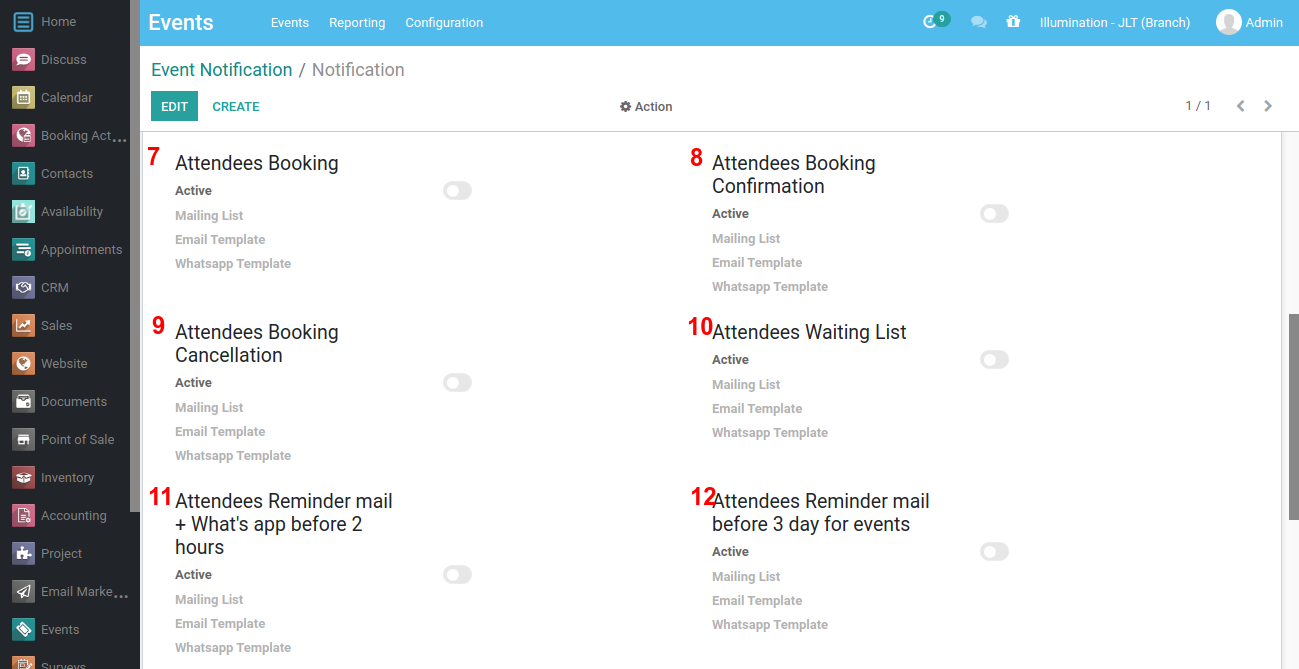 Home
Discuss
Calendar
Booking Act...
Contacts
Availability
Appointments
CRM
Sales
Website
Documents
Point of Sale
Inventory
Accounting
Project
Email Marke...
Events
Surveys
Events
Events Reporting Configuration
9
Illumination - JLT (Branch)
Admin
Event Notification / Notification
EDIT CREATE
Action
1 / 1
7
Attendees Booking
Active
Mailing List
Email Template
Whatsapp Template
8
Attendees Booking
Confirmation
Active
Mailing List
Email Template
Whatsapp Template
9
Attendees Booking
Cancellation
Active
Mailing List
Email Template
Whatsapp Template
10
Attendees Waiting List
Active
Mailing List
Email Template
Whatsapp Template
11
Attendees Reminder mail
+ What's app before 2
hours
Active
Mailing List
Email Template
Whatsapp Template
12
Attendees Reminder mail
before 3 day for events
Active
Mailing List
Email Template
Whatsapp Template